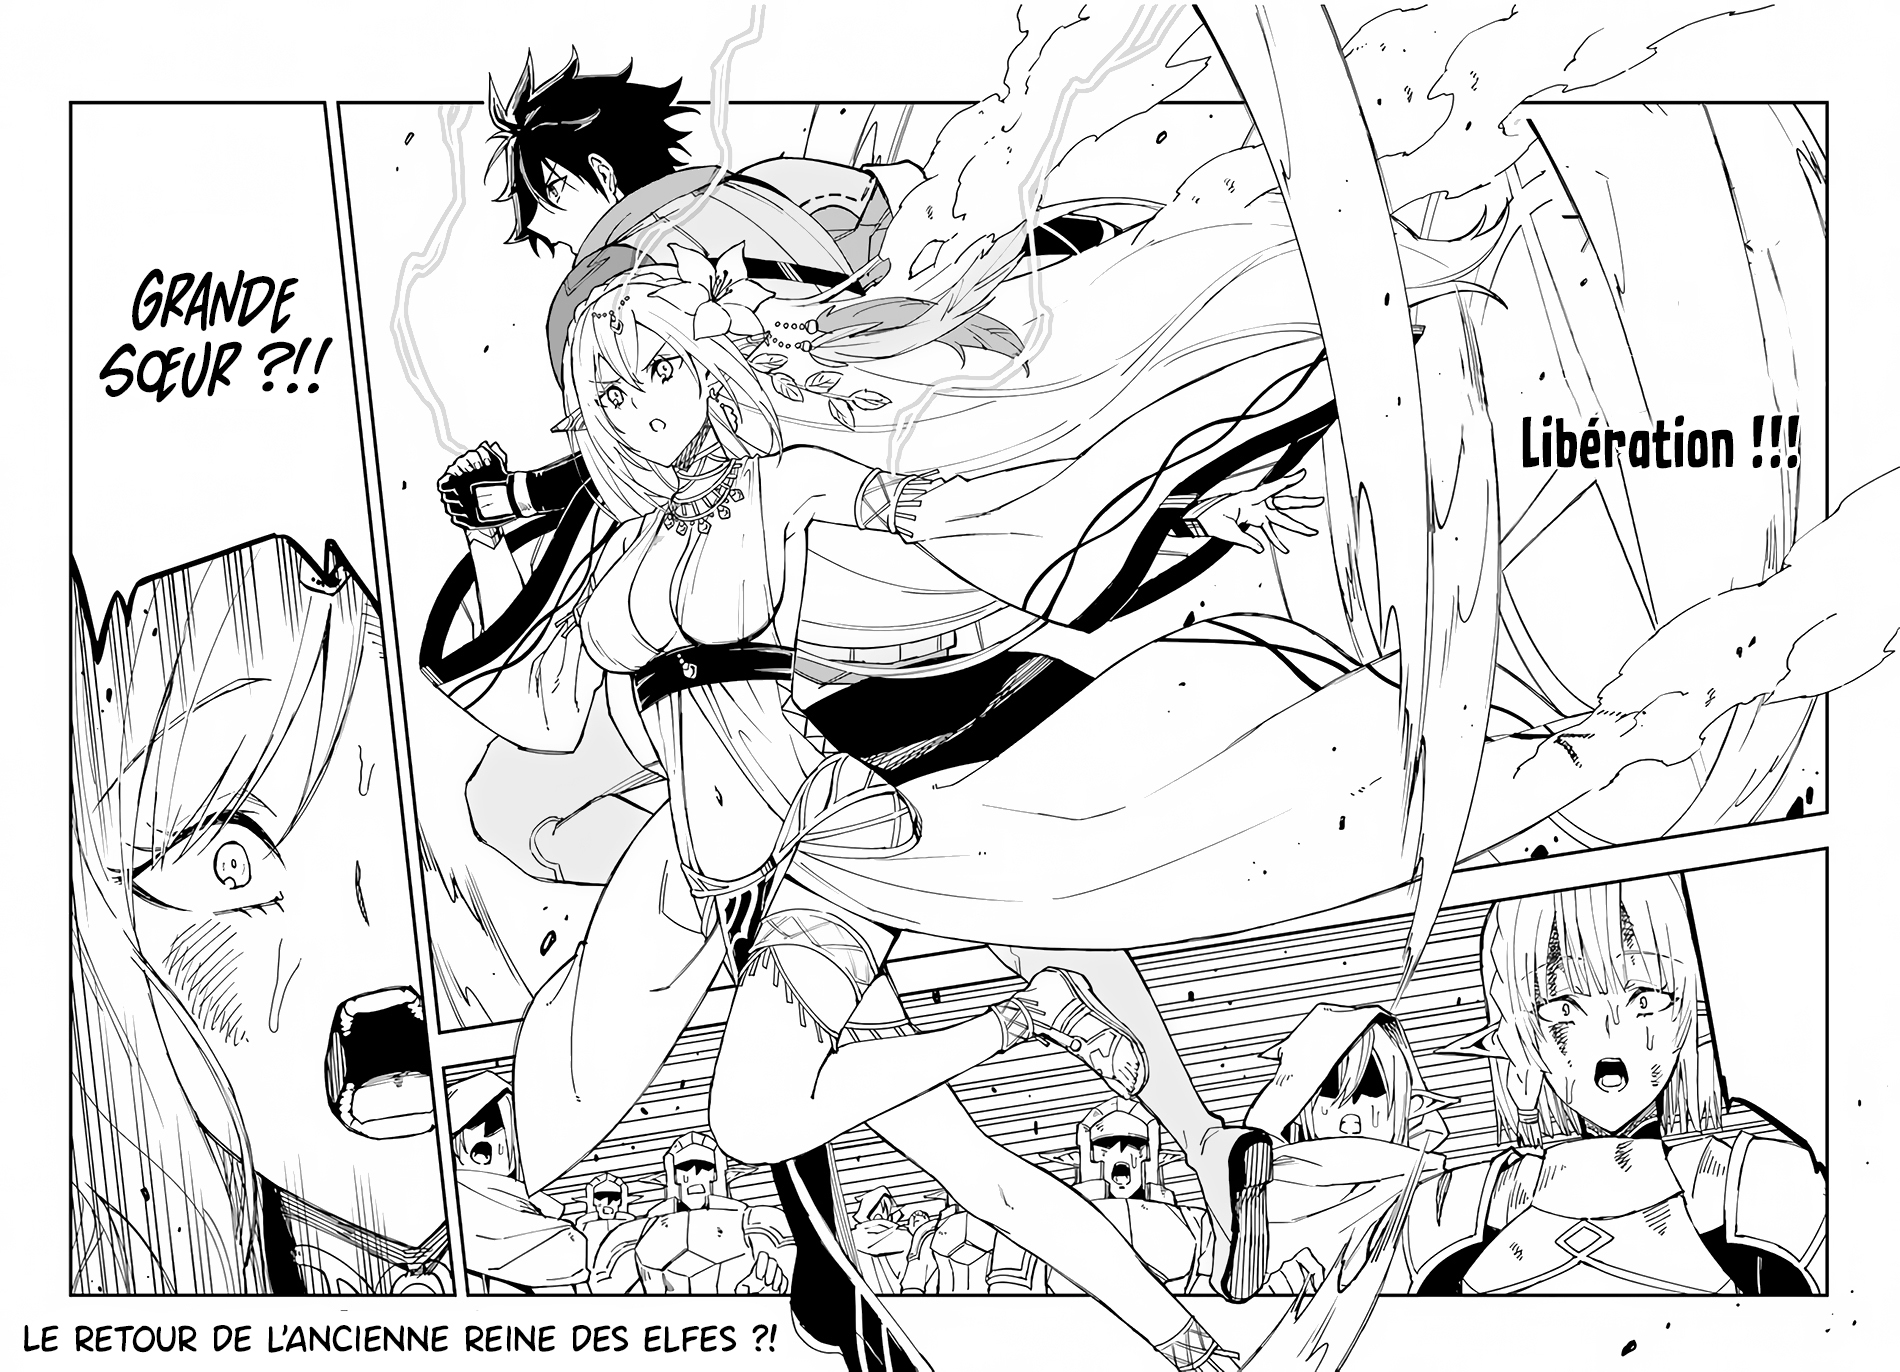 GRANDE
SŒUR ?!!
Libération !!!
LE RETOUR DE L'ANCIENNE REINE DES ELFES ?!